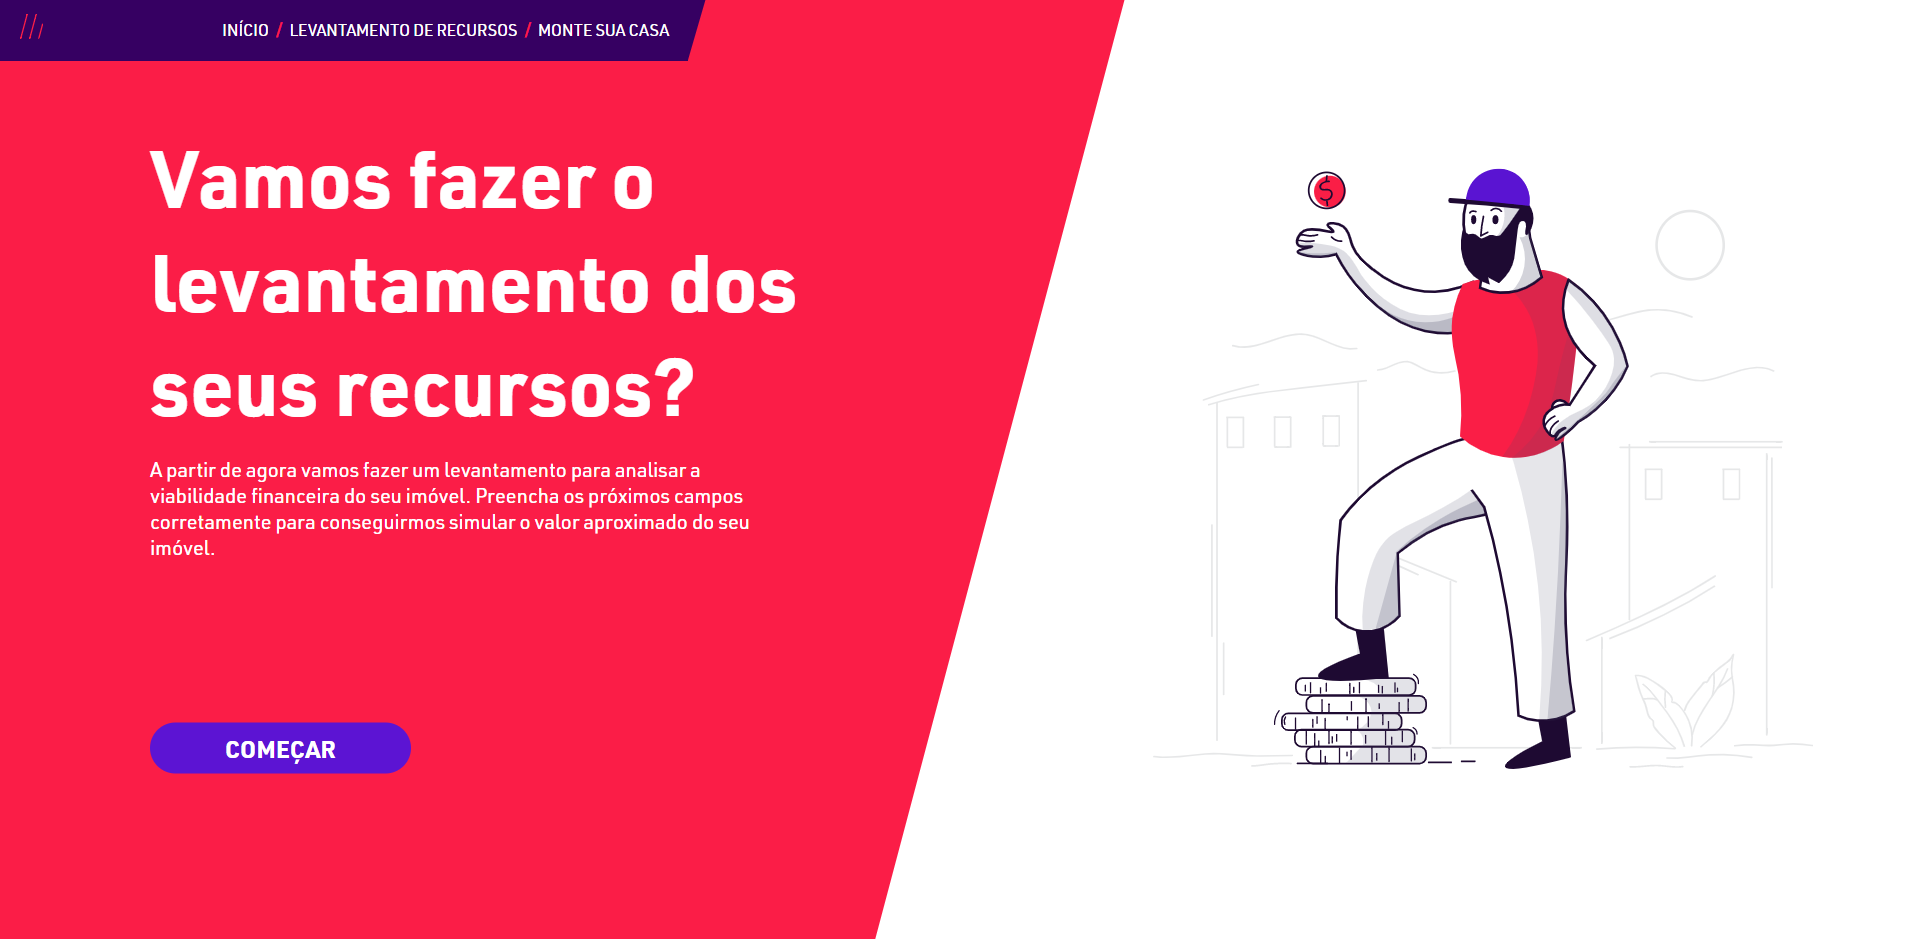 INÍCIO / LEVANTAMENTO DE RECURSOS / MONTE SUA CASA
Vamos fazer o
levantamento dos
seus recursos?
A partir de agora vamos fazer um levantamento para analisar a
viabilidade financeira do seu imóvel. Preencha os próximos campos
corretamente para conseguirmos simular o valor aproximado do seu
imóvel.
COMEÇAR
$